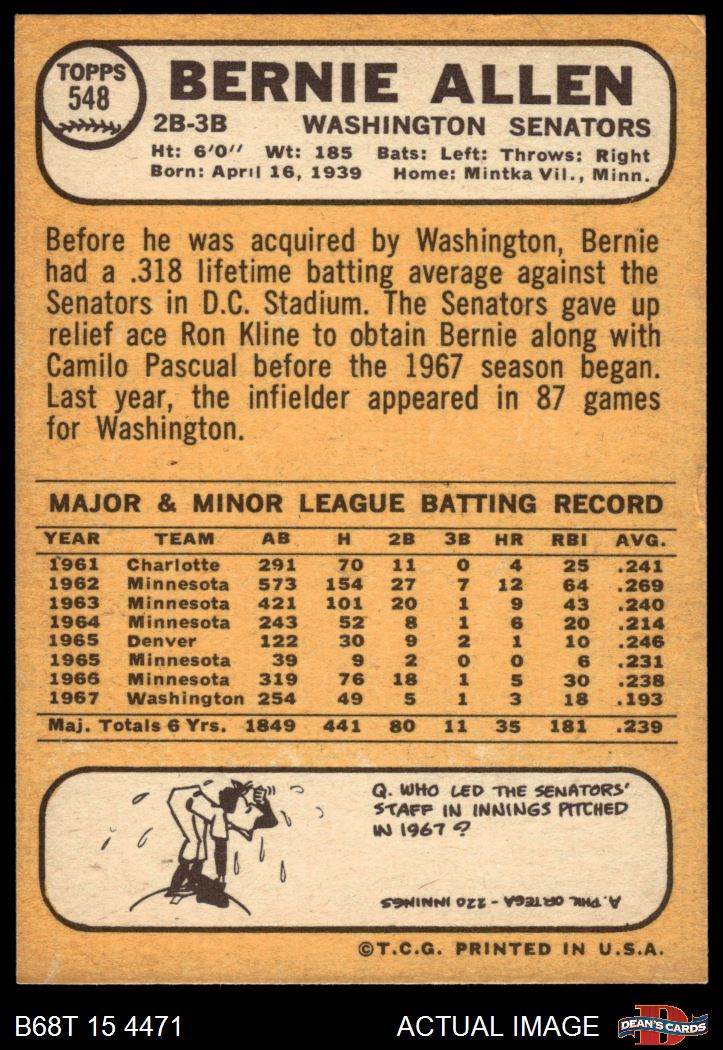 TOPPS
548
BERNIE ALLEN
2B-3B WASHINGTON SENATORS
Ht: 6'0" Wt: 185 Bats: Left: Throws: Right
Born: April 16, 1939 Home: Mintka Vil., Minn.
Before he was acquired by Washington, Bernie
had a .318 lifetime batting average against the
Senators in D.C. Stadium. The Senators gave up
relief ace Ron Kline to obtain Bernie along with
Camilo Pascual before the 1967 season began.
Last year, the infielder appeared in 87 games
for Washington.
MAJOR & MINOR LEAGUE BATTING RECORD
YEAR TEAM AB H 2B 3B HR RBI AVG.
1961 Charlotte 291 70 11 0 4 25 .241
1962 Minnesota 573 154 27 7 12 64 .269
1963 Minnesota 421 101 20 1 9 43 .240
1964 Minnesota 243 52 8 1 6 20 .214
1965 Denver 122 30 9 2 1 10 .246
1965 Minnesota 39 9 2 0 0 6 .231
1966 Minnesota 319 76 18 1 5 30 .238
1967 Washington 254 49 5 1 3 18 .193
Maj. Totals 6 Yrs. 1849 441 80 11 35 181 .239
Q. WHO LED THE SENATORS'
STAFF IN INNINGS PITCHED
IN 1967 ?
A. PHIL ORTEGA - 220 INNINGS
©T.C.G. PRINTED IN U.S.A.
B68T 15 4471 ACTUAL IMAGE
D
DEAN'S CARDS